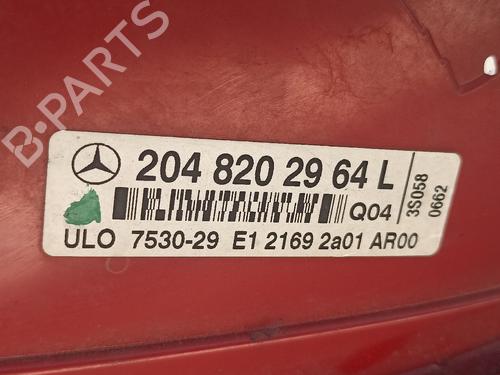 B-PARTS
204 820 29 64 L
Q04
3S058
0662
ULO 7530-29 E1 2169 2a01 AR00